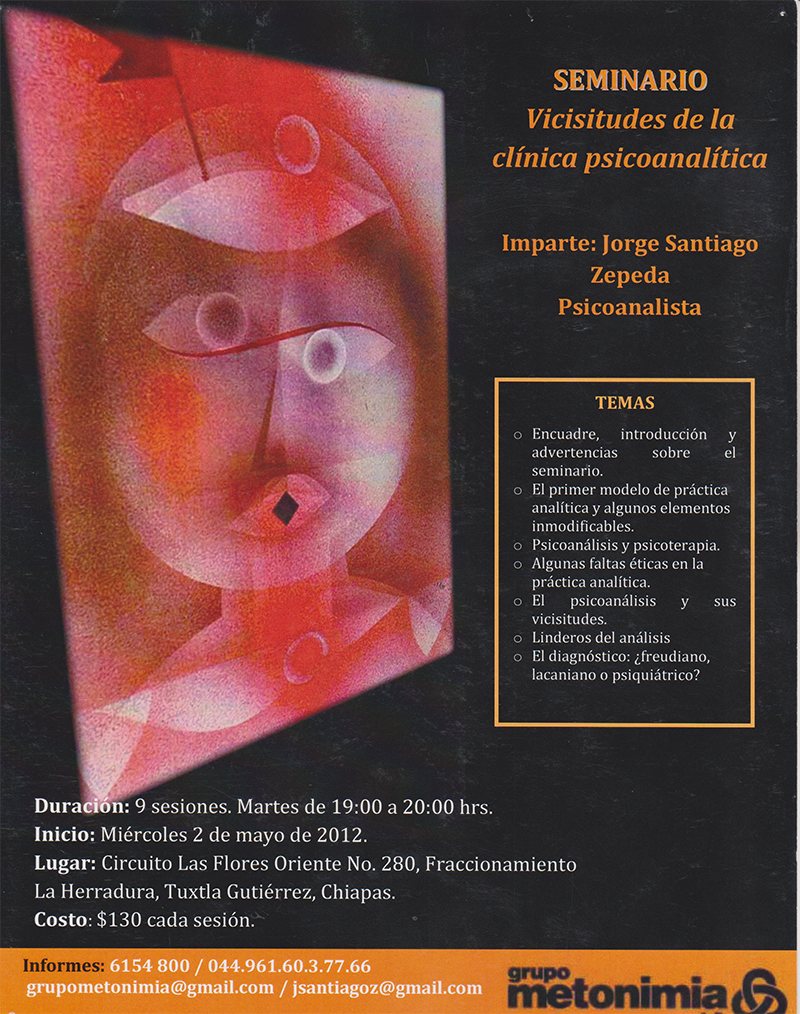 SEMINARIO
Vicisitudes de la
clínica psicoanalítica
Imparte: Jorge Santiago
Zepeda
Psicoanalista
TEMAS
○ Encuadre, introducción y
advertencias sobre el
seminario.
○ El primer modelo de práctica
analítica y algunos elementos
inmodificables.
○ Psicoanálisis y psicoterapia.
○ Algunas faltas éticas en la
práctica analítica.
○ El psicoanálisis y sus
vicisitudes.
○ Linderos del análisis
○ El diagnóstico: ¿freudiano,
lacaniano o psiquiátrico?
Duración: 9 sesiones. Martes de 19:00 a 20:00 hrs.
Inicio: Miércoles 2 de mayo de 2012.
Lugar: Circuito Las Flores Oriente No. 280, Fraccionamiento
La Herradura, Tuxtla Gutiérrez, Chiapas.
Costo: $130 cada sesión.
Informes: 6154 800 / 044.961.60.3.77.66
grupometonimia@gmail.com / jsantiagoz@gmail.com
grupo
metonimia